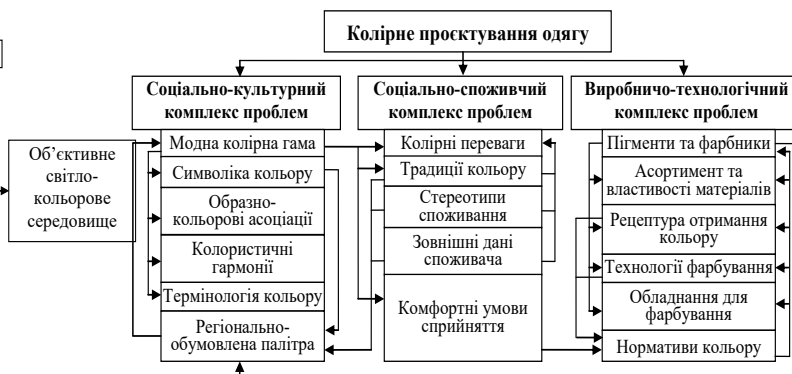 Колірне проєктування одягу
Соціально-культурний
комплекс проблем
Соціально-споживчий
комплекс проблем
Виробничо-технологічний
комплекс проблем
Об’єктивне
світло-
кольорове
середовище
Модна колірна гама
Символіка кольору
Образно-
кольорові асоціації
Колористичні
гармонії
Термінологія кольору
Регіонально-
обумовлена палітра
Колірні переваги
Традиції кольору
Стереотипи
споживання
Зовнішні дані
споживача
Комфортні умови
сприйняття
Пігменти та фарбники
Асортимент та
властивості матеріалів
Рецептура отримання
кольору
Технології фарбування
Обладнання для
фарбування
Нормативи кольору